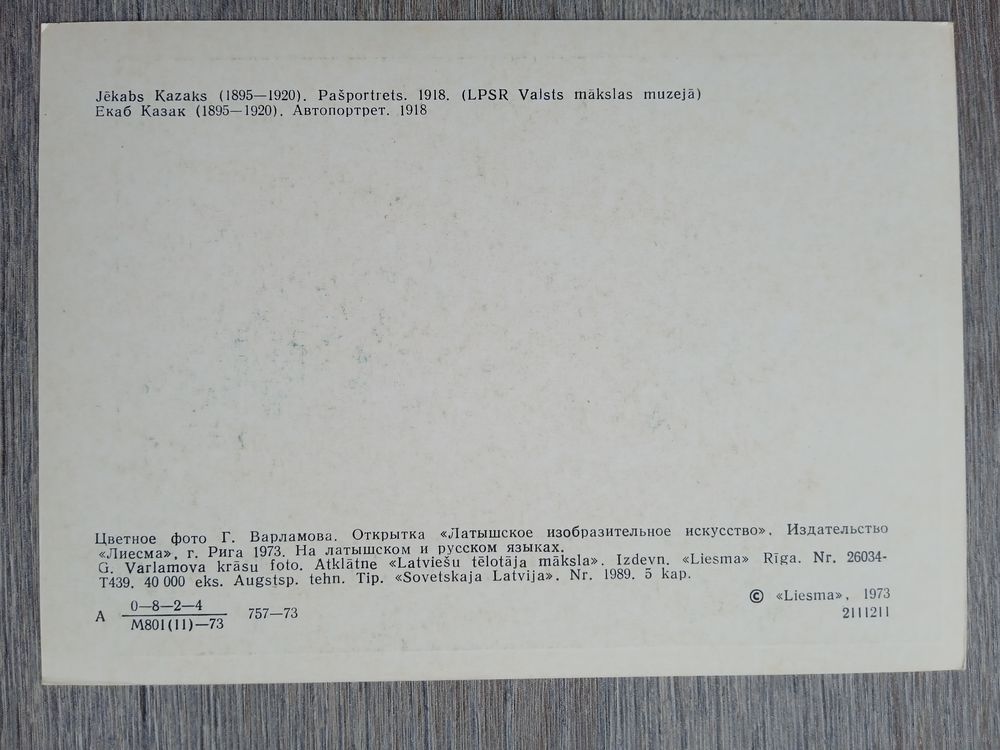 Jēkabs Kazaks (1895—1920). Pašportrets. 1918. (LPSR Valsts mākslas muzejā)
Екаб Казак (1895—1920). Автопортрет. 1918
Цветное фото Г. Варламова. Открытка «Латышское изобразительное искусство». Издательство
«Лиесма», г. Рига 1973. На латышском и русском языках.
G. Varlamova krāsu foto. Atklātne «Latviešu tēlotāja māksla». Izdevn. «Liesma» Rīga. Nr. 26034-
T439. 40 000 eks. Augstsp. tehn. Tip. «Sovetskaja Latvija». Nr. 1989. 5 kap.
А 0—8—2—4 757—73
М801(11)—73
© «Liesma», 1973
2111211